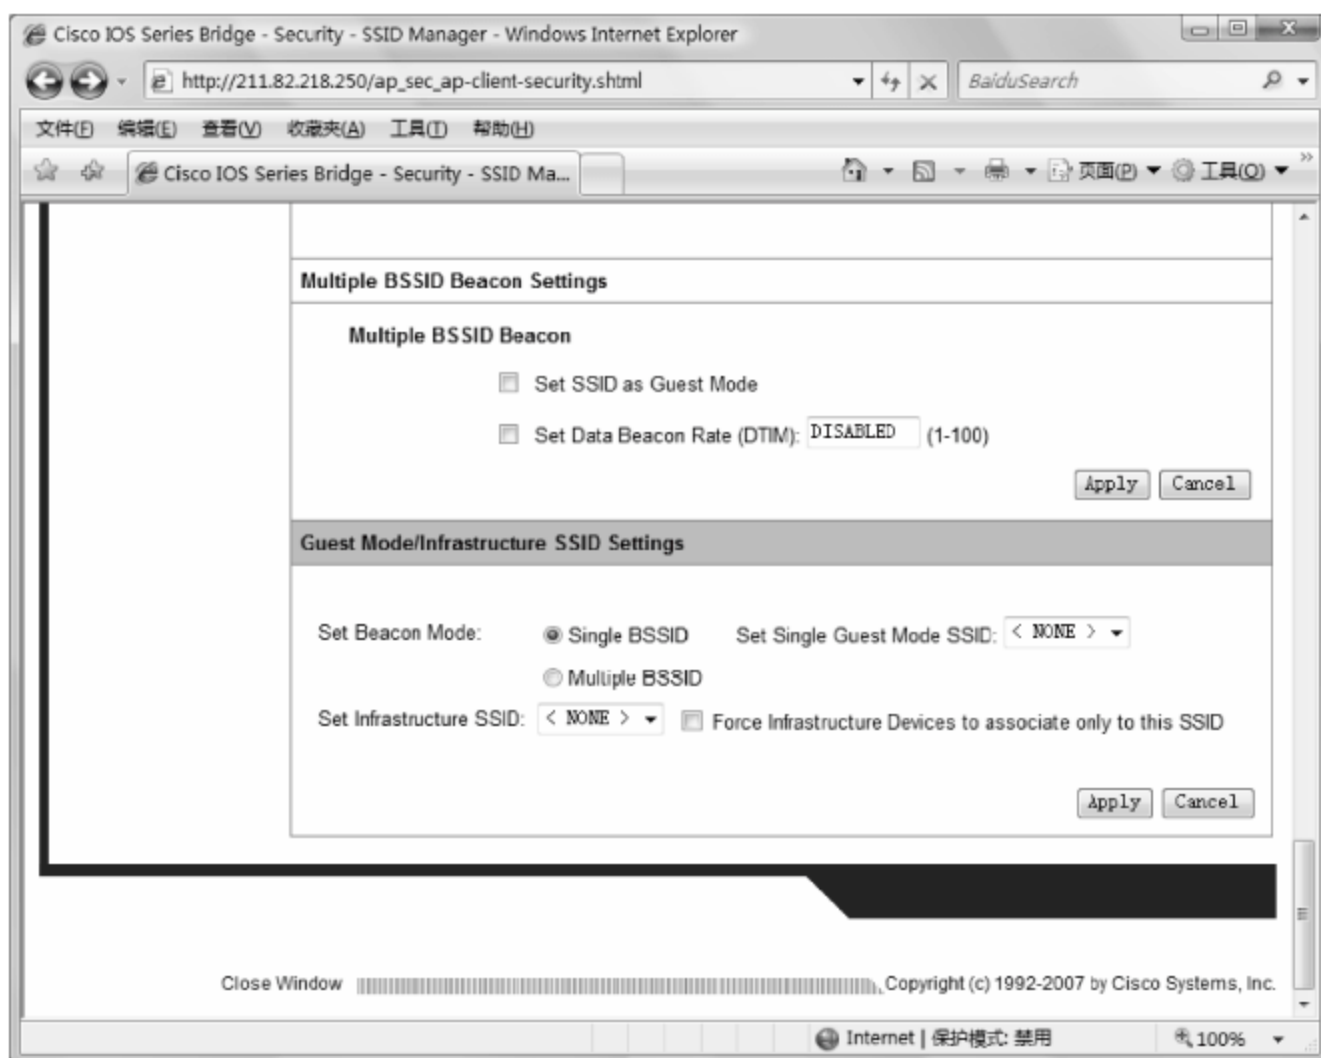 Cisco IOS Series Bridge - Security - SSID Manager - Windows Internet Explorer
http://211.82.218.250/ap_sec_ap-client-security.shtml BaiduSearch
文件(F) 编辑(E) 查看(V) 收藏夹(A) 工具(T) 帮助(H)
Cisco IOS Series Bridge - Security - SSID Ma... 页面(P) 工具(O) »
Multiple BSSID Beacon Settings
Multiple BSSID Beacon
Set SSID as Guest Mode
Set Data Beacon Rate (DTIM): DISABLED (1-100)
Apply Cancel
Guest Mode/Infrastructure SSID Settings
Set Beacon Mode: Single BSSID Set Single Guest Mode SSID: < NONE >
Multiple BSSID
Set Infrastructure SSID: < NONE > Force Infrastructure Devices to associate only to this SSID
Apply Cancel
Close Window Copyright (c) 1992-2007 by Cisco Systems, Inc.
Internet | 保护模式: 禁用 100%